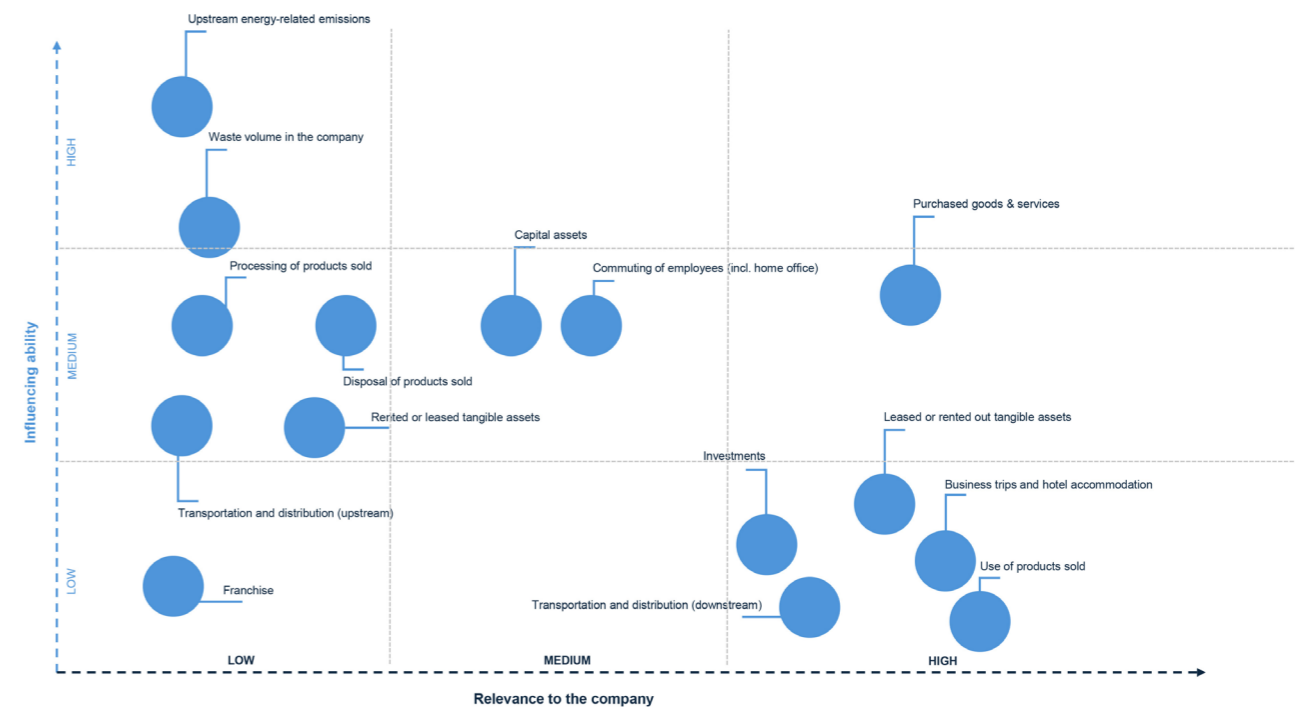 Upstream energy-related emissions
Waste volume in the company
HIGH
Purchased goods & services
Capital assets
Processing of products sold
Commuting of employees (incl. home office)
Influencing ability
MEDIUM
Disposal of products sold
Rented or leased tangible assets
Leased or rented out tangible assets
Investments
Business trips and hotel accommodation
Transportation and distribution (upstream)
Use of products sold
LOW
Franchise
Transportation and distribution (downstream)
LOW
MEDIUM
HIGH
Relevance to the company